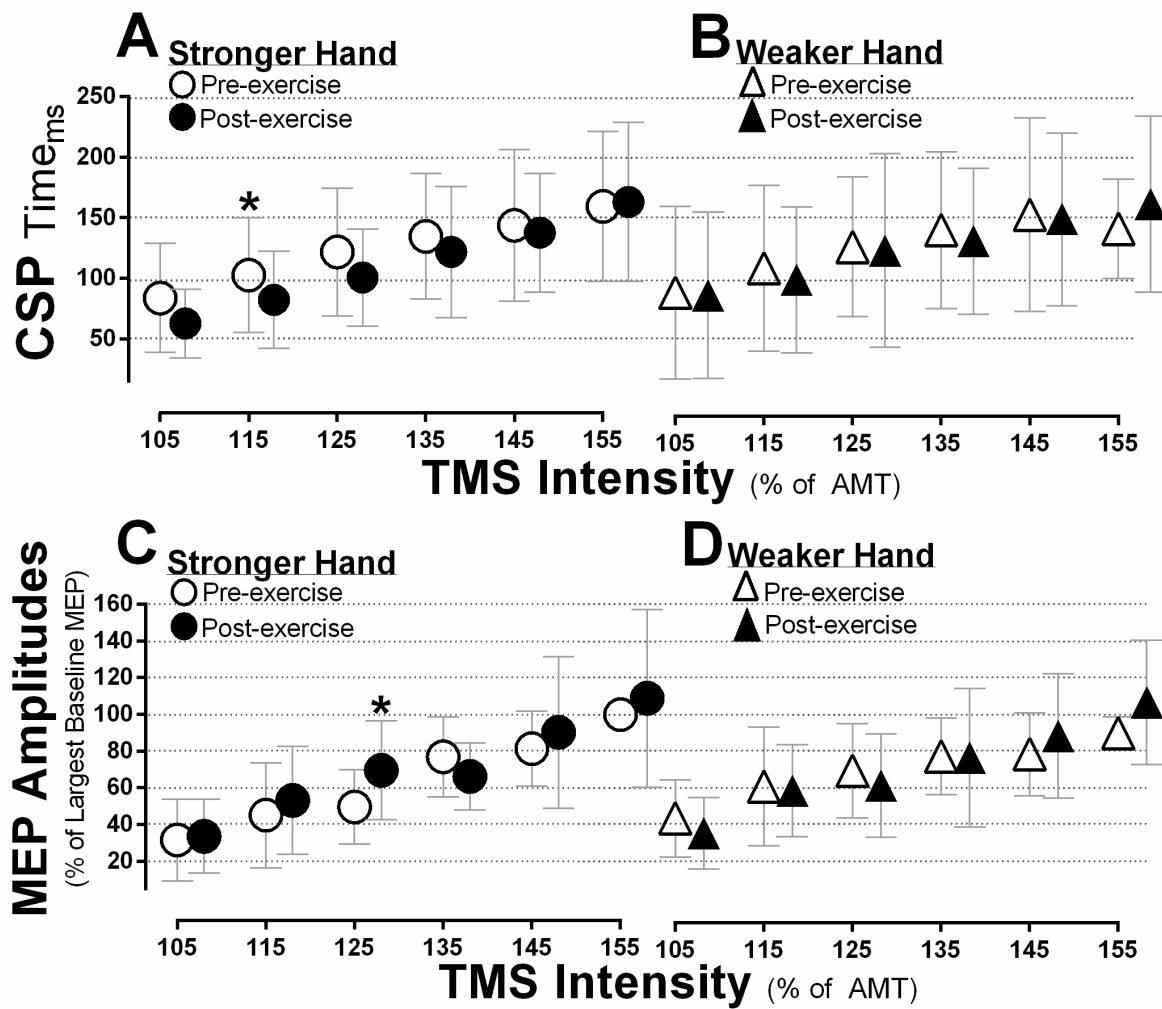 A Stronger Hand
Pre-exercise
Post-exercise
B Weaker Hand
Pre-exercise
Post-exercise
CSP Timems
250
200
150
100
50
*
105 115 125 135 145 155
105 115 125 135 145 155
TMS Intensity (% of AMT)
C Stronger Hand
Pre-exercise
Post-exercise
D Weaker Hand
Pre-exercise
Post-exercise
MEP Amplitudes
(% of Largest Baseline MEP)
160
140
120
100
80
60
40
20
*
105 115 125 135 145 155
105 115 125 135 145 155
TMS Intensity (% of AMT)